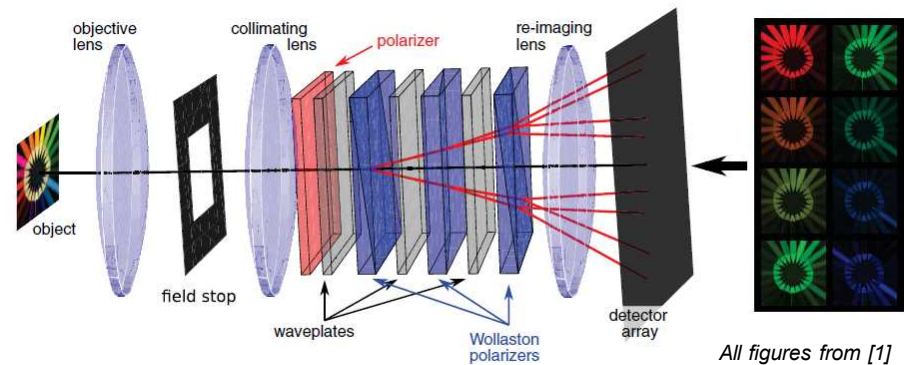 objective
lens
collimating
lens
polarizer
re-imaging
lens
object
field stop
waveplates
Wollaston
polarizers
detector
array
All figures from [1]